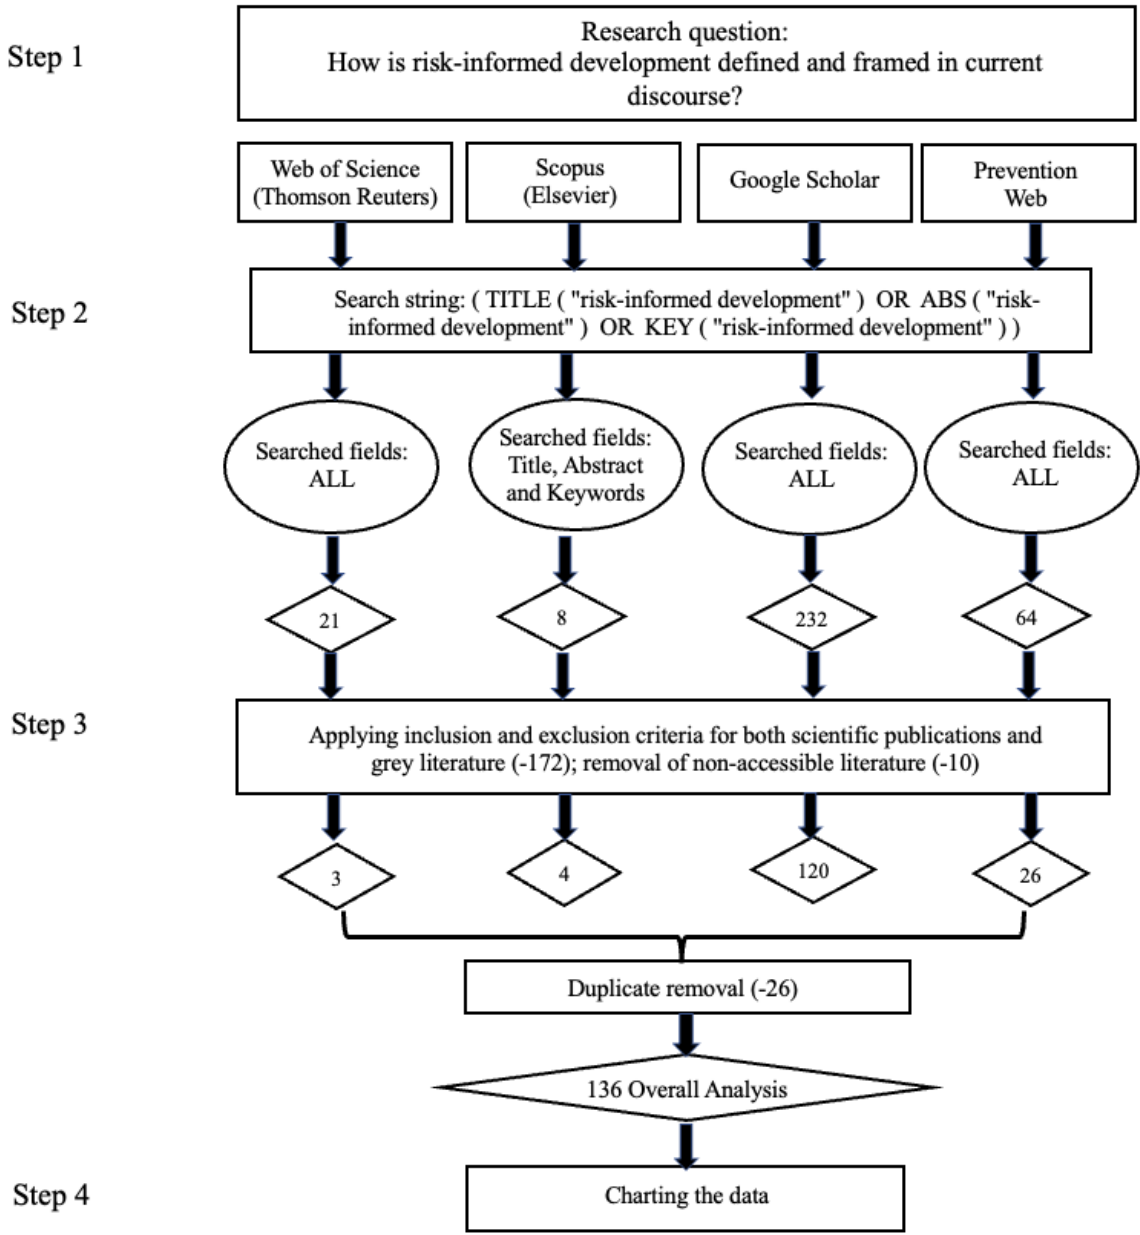 Step 1
Research question:
How is risk-informed development defined and framed in current
discourse?
Web of Science
(Thomson Reuters)
Scopus
(Elsevier)
Google Scholar
Prevention
Web
Step 2
Search string: ( TITLE ( "risk-informed development" ) OR ABS ( "risk-
informed development" ) OR KEY ( "risk-informed development" ) )
Searched fields:
ALL
Searched fields:
Title, Abstract
and Keywords
Searched fields:
ALL
Searched fields:
ALL
21
8
232
64
Step 3
Applying inclusion and exclusion criteria for both scientific publications and
grey literature (-172); removal of non-accessible literature (-10)
3
4
120
26
Duplicate removal (-26)
136 Overall Analysis
Step 4
Charting the data